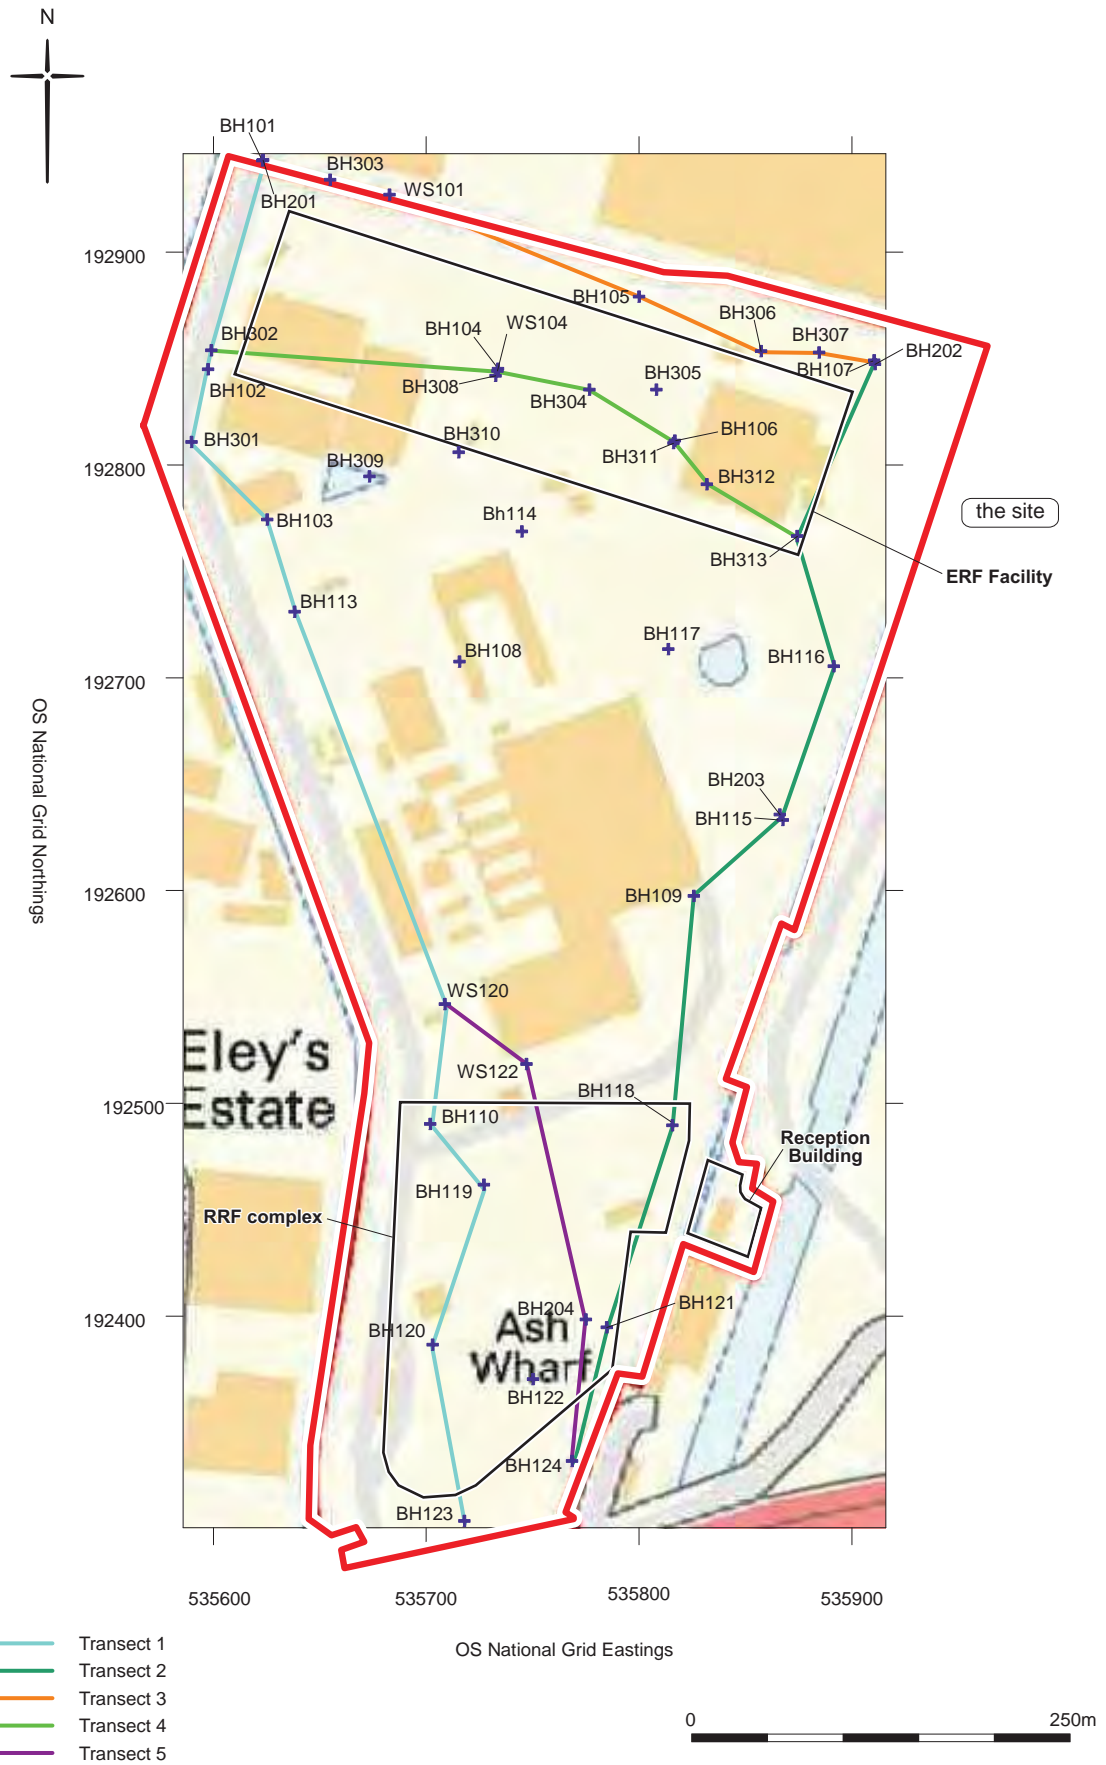 N
BH101
BH303
WS101
BH201
192900
BH105
BH306
BH307
BH202
BH107
BH302
BH104
WS104
BH308
BH304
BH305
BH102
BH301
BH310
BH106
BH311
192800
BH309
BH312
BH103
Bh114
the site
BH313
ERF Facility
BH113
BH117
BH108
BH116
192700
OS National Grid Northings
BH203
BH115
192600
BH109
WS120
Eley's
Estate
WS122
BH118
192500
BH110
Reception
Building
BH119
RRF complex
BH204
BH121
192400
BH120
Ash
Wharf
BH122
BH124
BH123
535600
535700
535800
535900
OS National Grid Eastings
Transect 1
Transect 2
Transect 3
Transect 4
Transect 5
0
250m